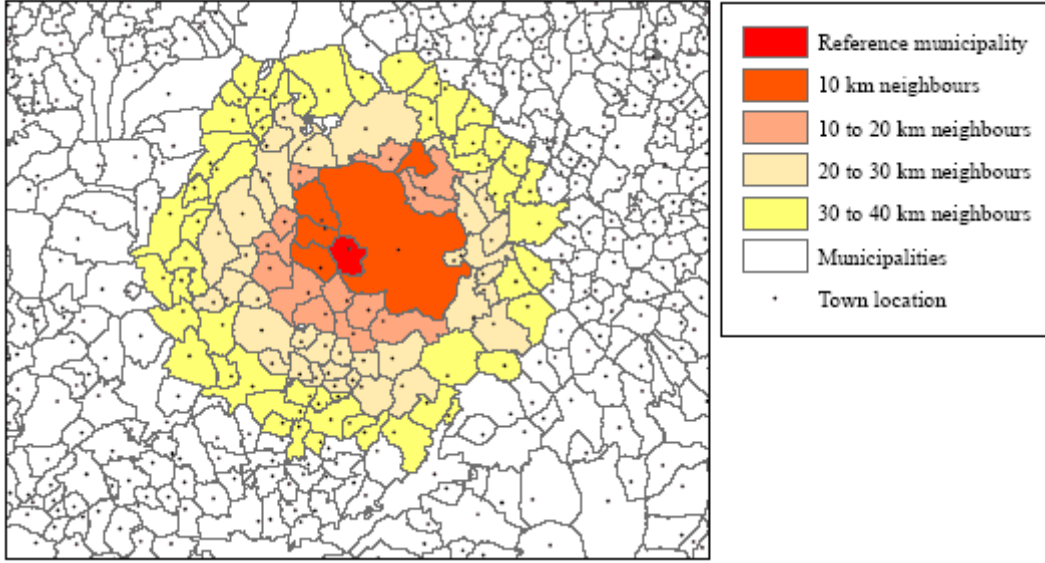 Reference municipality
10 km neighbours
10 to 20 km neighbours
20 to 30 km neighbours
30 to 40 km neighbours
Municipalities
Town location